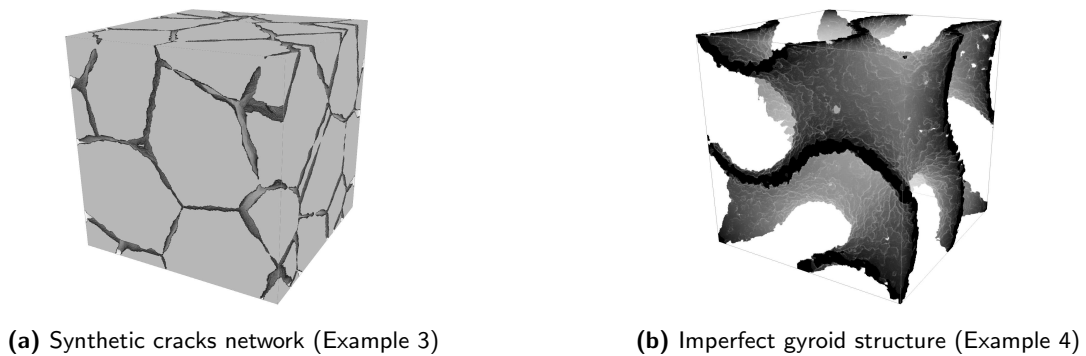 (a) Synthetic cracks network (Example 3)
(b) Imperfect gyroid structure (Example 4)